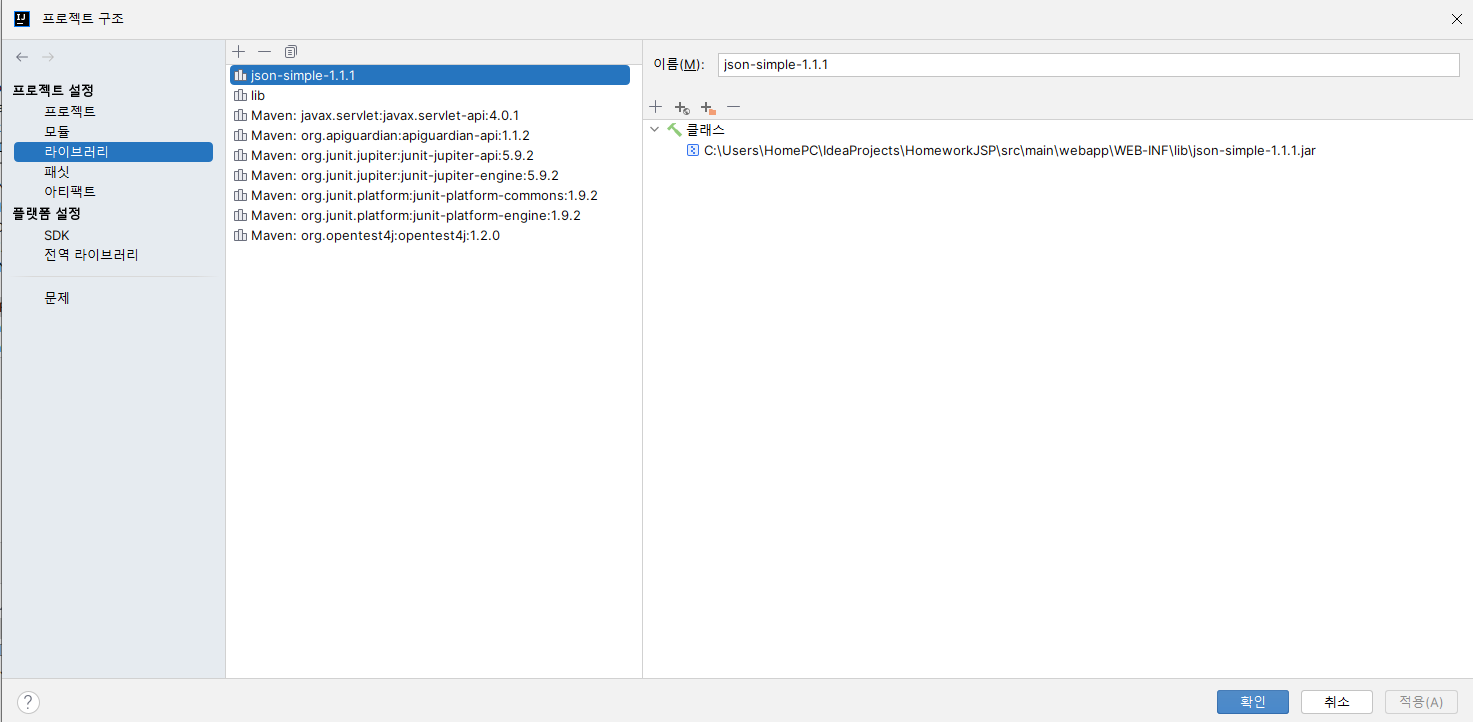 프로젝트 구조
프로젝트 설정
프로젝트
모듈
라이브러리
패싯
아티팩트
플랫폼 설정
SDK
전역 라이브러리
문제
json-simple-1.1.1
lib
Maven: javax.servlet:javax.servlet-api:4.0.1
Maven: org.apiguardian:apiguardian-api:1.1.2
Maven: org.junit.jupiter:junit-jupiter-api:5.9.2
Maven: org.junit.jupiter:junit-jupiter-engine:5.9.2
Maven: org.junit.platform:junit-platform-commons:1.9.2
Maven: org.junit.platform:junit-platform-engine:1.9.2
Maven: org.opentest4j:opentest4j:1.2.0
이름(M): json-simple-1.1.1
클래스
C:\Users\HomePC\IdeaProjects\HomeworkJSP\src\main\webapp\WEB-INF\lib\json-simple-1.1.1.jar
? 확인 취소 적용(A)